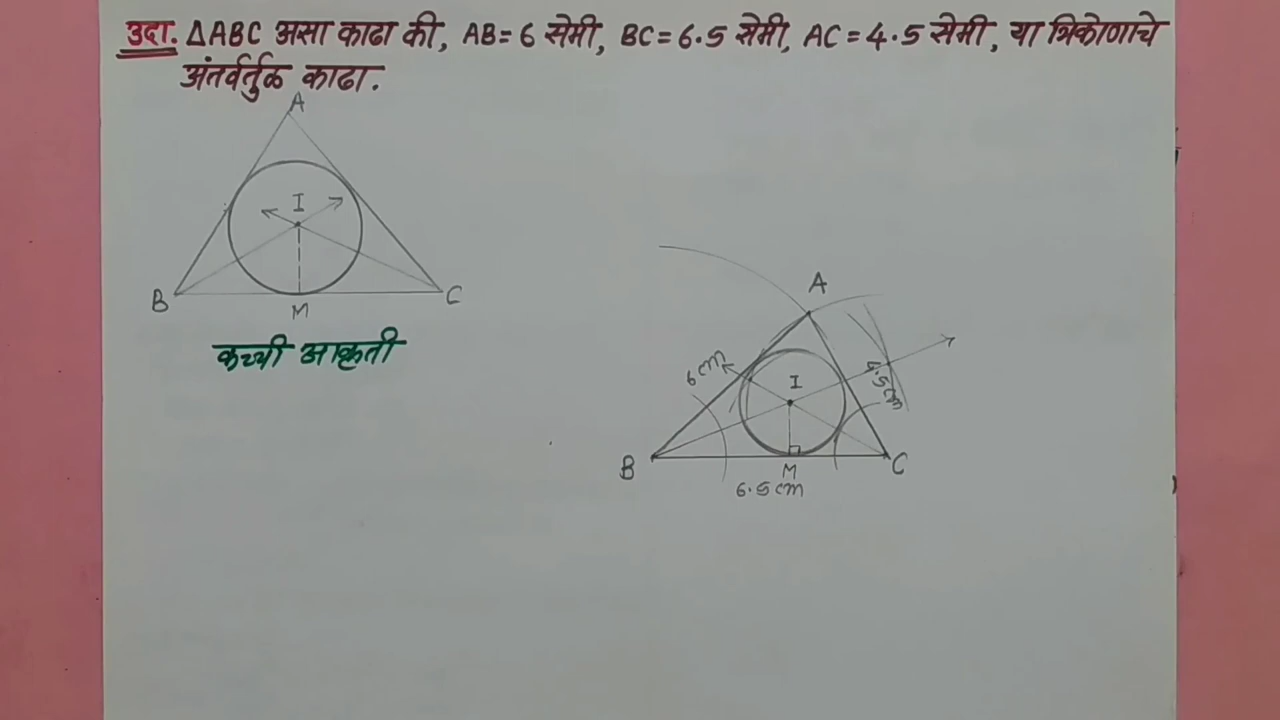 उदा. ΔABC असा काढा की, AB = 6 सेमी, BC = 6.5 सेमी, AC = 4.5 सेमी, या त्रिकोणाचे
अंतर्वर्तुळ काढा.
A
I
B
C
M
कच्ची आकृती
A
6 cm
4.5 cm
I
B
C
M
6.5 cm